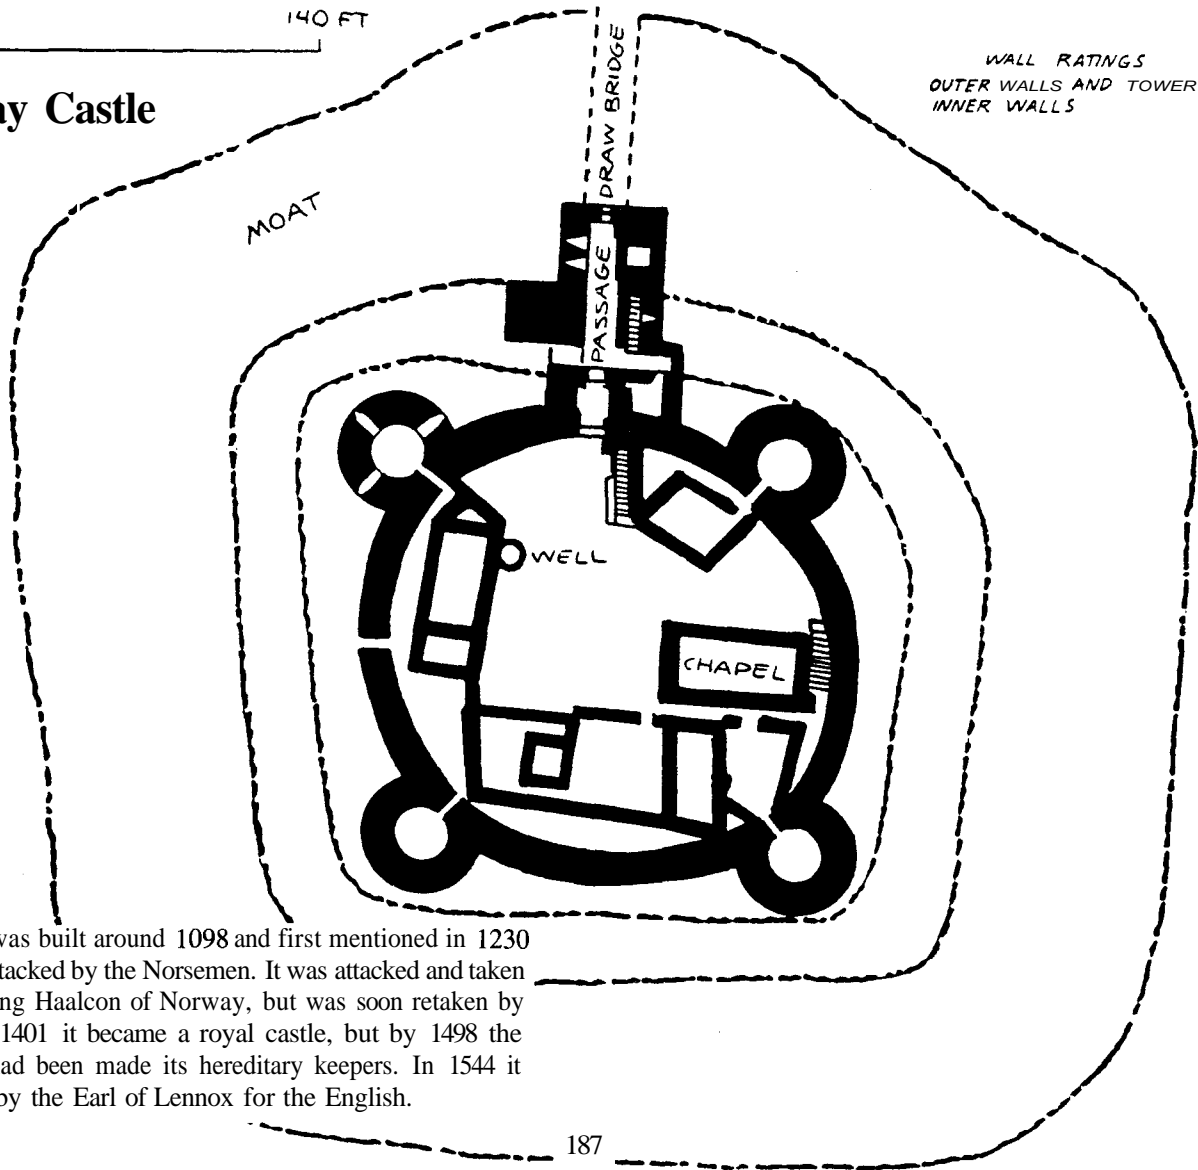 140 FT
ay Castle
WALL RATINGS
OUTER WALLS AND TOWER
INNER WALLS
DRAW BRIDGE
MOAT
PASSAGE
WELL
CHAPEL
was built around 1098 and first mentioned in 1230
tacked by the Norsemen. It was attacked and taken
ng Haalcon of Norway, but was soon retaken by
1401 it became a royal castle, but by 1498 the
ad been made its hereditary keepers. In 1544 it
by the Earl of Lennox for the English.
187